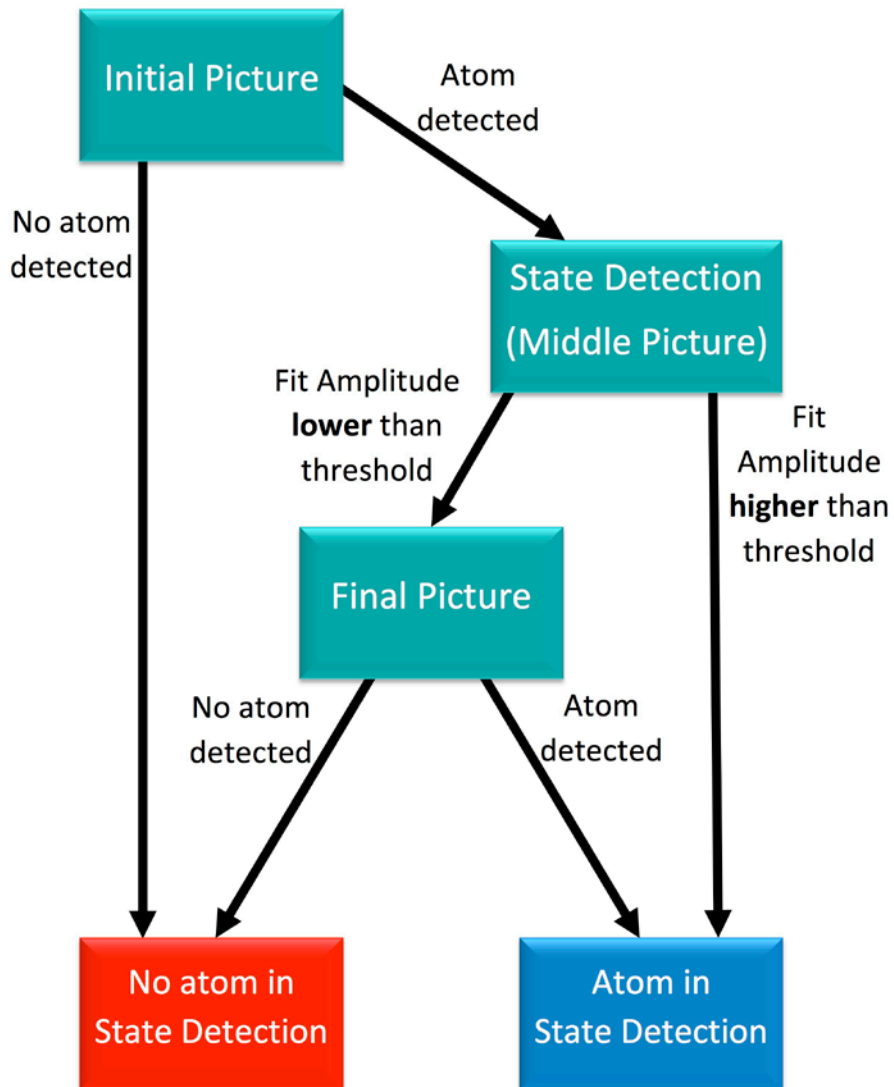 Initial Picture
Atom
detected
No atom
detected
State Detection
(Middle Picture)
Fit Amplitude
lower than
threshold
Fit
Amplitude
higher than
threshold
Final Picture
No atom
detected
Atom
detected
No atom in
State Detection
Atom in
State Detection